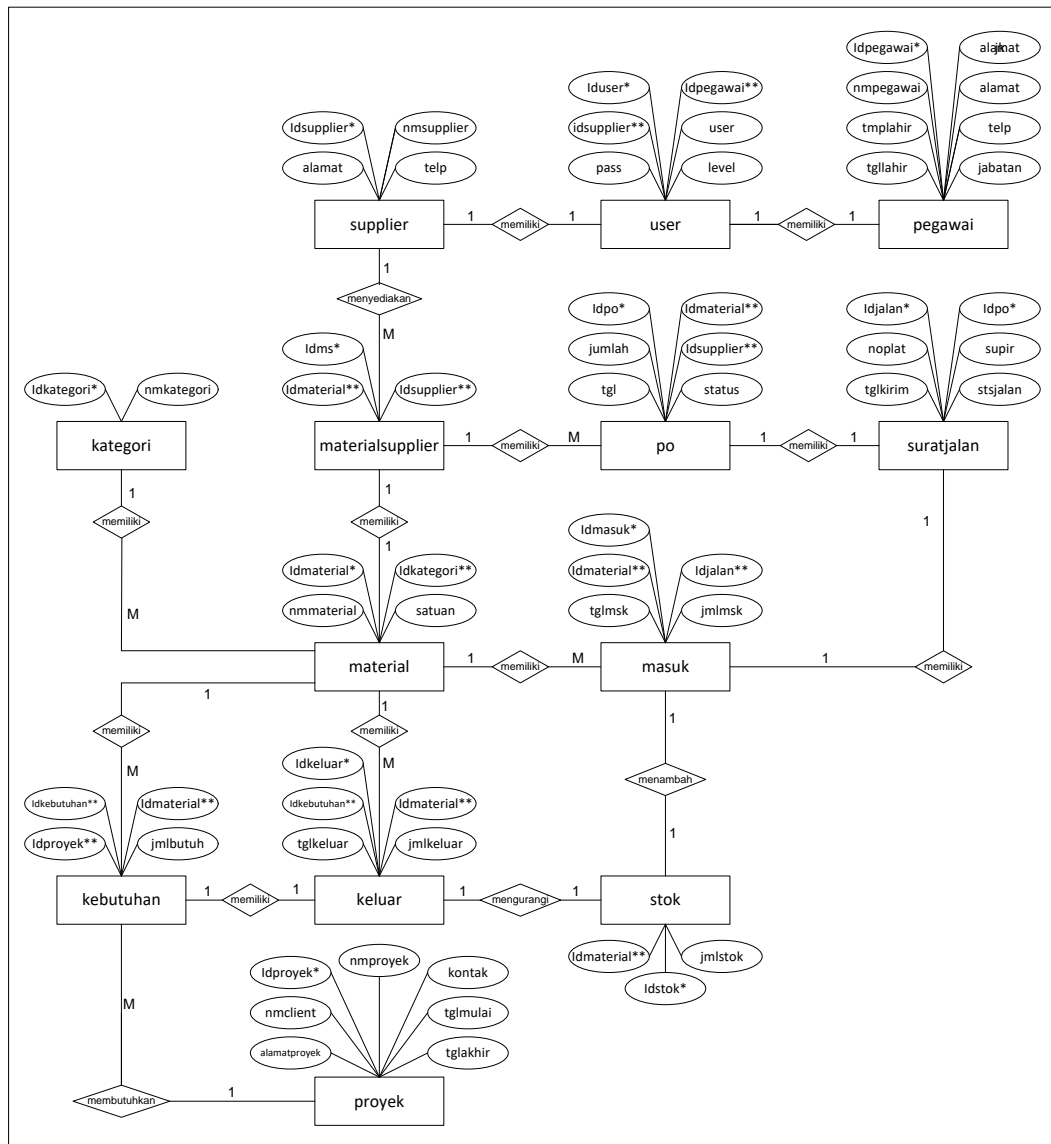 Idpegawai*
alamat
nmpegawai
alamat
tmplahir
telp
tgllahir
jabatan
Iduser*
Idpegawai**
idsupplier**
user
pass
level
Idsupplier*
nmsupplier
alamat
telp
supplier
1
memiliki
1
user
1
memiliki
1
pegawai
1
menyediakan
M
Idms*
Idmaterial**
Idsupplier**
Idpo*
Idmaterial**
jumlah
Idsupplier**
tgl
status
Idjalan*
Idpo*
noplat
supir
tglkirim
stsjalan
Idkategori*
nmkategori
kategori
materialsupplier
1
memiliki
M
po
1
memiliki
1
suratjalan
1
memiliki
M
1
memiliki
1
1
Idmaterial*
Idkategori**
nmmaterial
satuan
Idmasuk*
Idmaterial**
Idjalan**
tglmsk
jmlmsk
material
1
memiliki
M
masuk
1
memiliki
1
memiliki
M
1
memiliki
M
1
menambah
1
Idkebutuhan**
Idmaterial**
Idproyek**
jmlbutuh
Idkeluar*
Idkebutuhan**
Idmaterial**
tglkeluar
jmlkeluar
kebutuhan
1
memiliki
1
keluar
1
mengurangi
1
stok
Idmaterial**
jmlstok
Idstok*
M
membutuhkan
1
nmproyek
Idproyek*
kontak
nmclient
tglmulai
alamatproyek
tglakhir
proyek